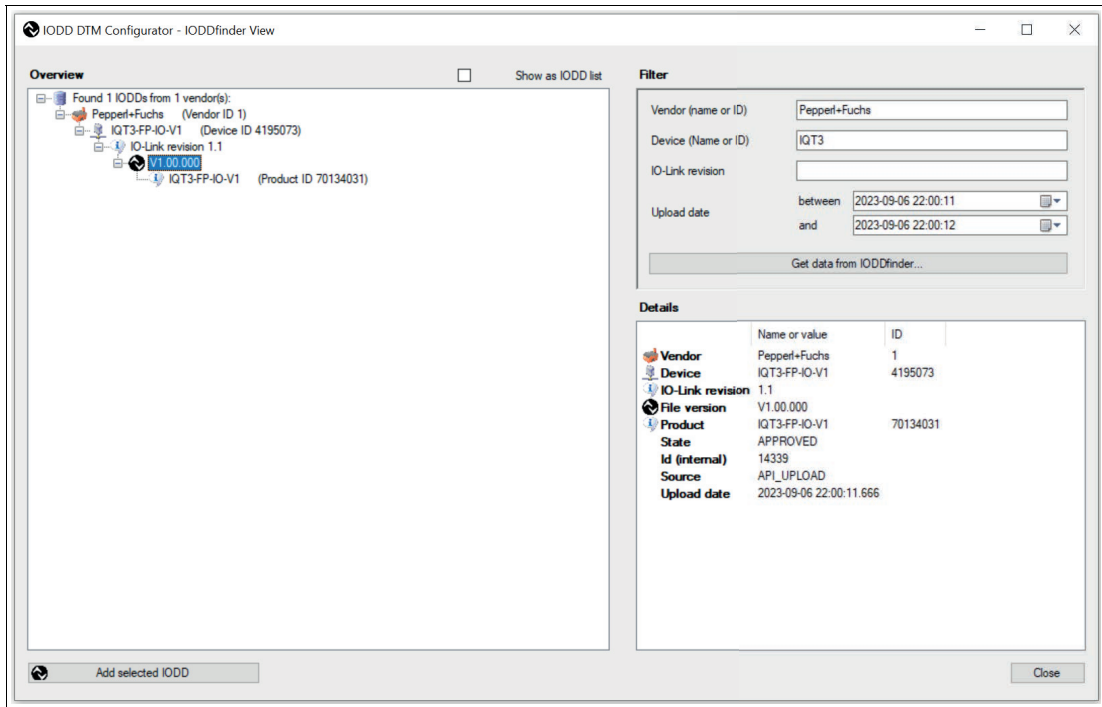 IODD DTM Configurator - IODDfinder View
Overview
Show as IODD list
Found 1 IODDs from 1 vendor(s):
Pepperl+Fuchs (Vendor ID 1)
IQT3-FP-IO-V1 (Device ID 4195073)
IO-Link revision 1.1
V1.00.000
IQT3-FP-IO-V1 (Product ID 70134031)
Add selected IODD
Filter
Vendor (name or ID) Pepperl+Fuchs
Device (Name or ID) IQT3
IO-Link revision
Upload date
between 2023-09-06 22:00:11
and 2023-09-06 22:00:12
Get data from IODDfinder...
Details
Name or value ID
Vendor Pepperl+Fuchs 1
Device IQT3-FP-IO-V1 4195073
IO-Link revision 1.1
File version V1.00.000
Product IQT3-FP-IO-V1 70134031
State APPROVED
Id (internal) 14339
Source API_UPLOAD
Upload date 2023-09-06 22:00:11.666
Close